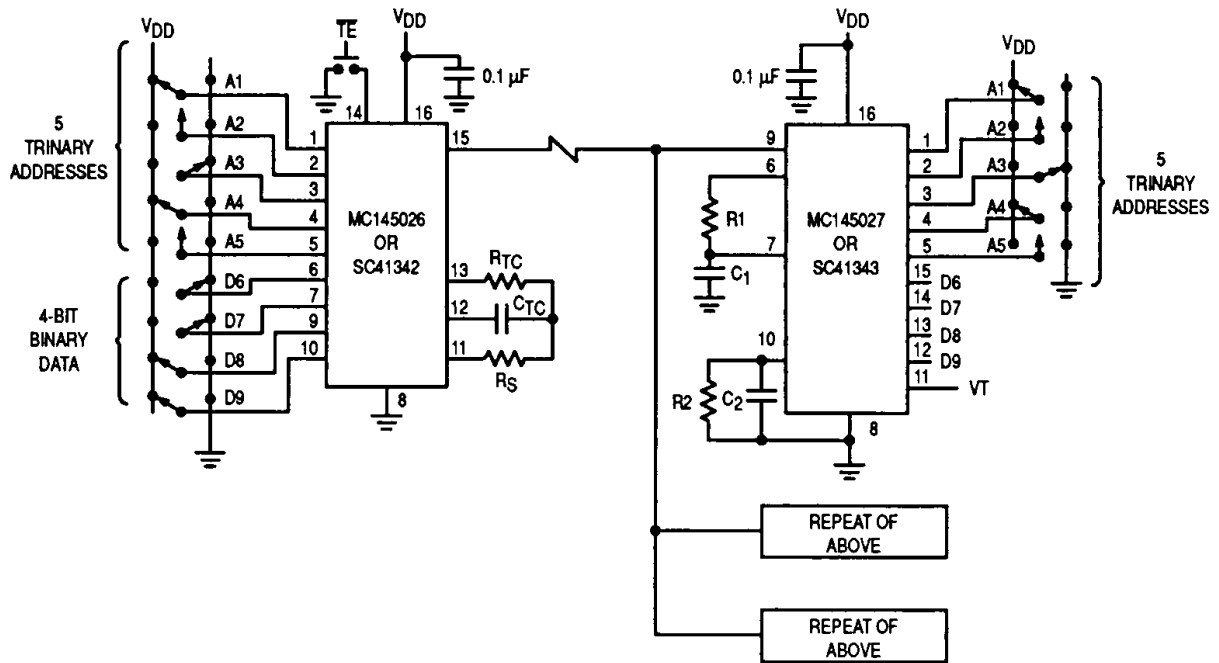 VDD
TE
VDD
0.1 µF
5
TRINARY
ADDRESSES
A1
A2
A3
A4
A5
4-BIT
BINARY
DATA
D6
D7
D8
D9
14
16
1
2
3
4
5
6
7
9
10
MC145026
OR
SC41342
15
13
12
11
8
RTC
CTC
RS
VDD
0.1 µF
16
9
6
7
10
R1
C1
R2
C2
MC145027
OR
SC41343
8
1
2
3
4
5
15
14
13
12
11
D6
D7
D8
D9
VT
VDD
A1
A2
A3
A4
A5
5
TRINARY
ADDRESSES
REPEAT OF
ABOVE
REPEAT OF
ABOVE